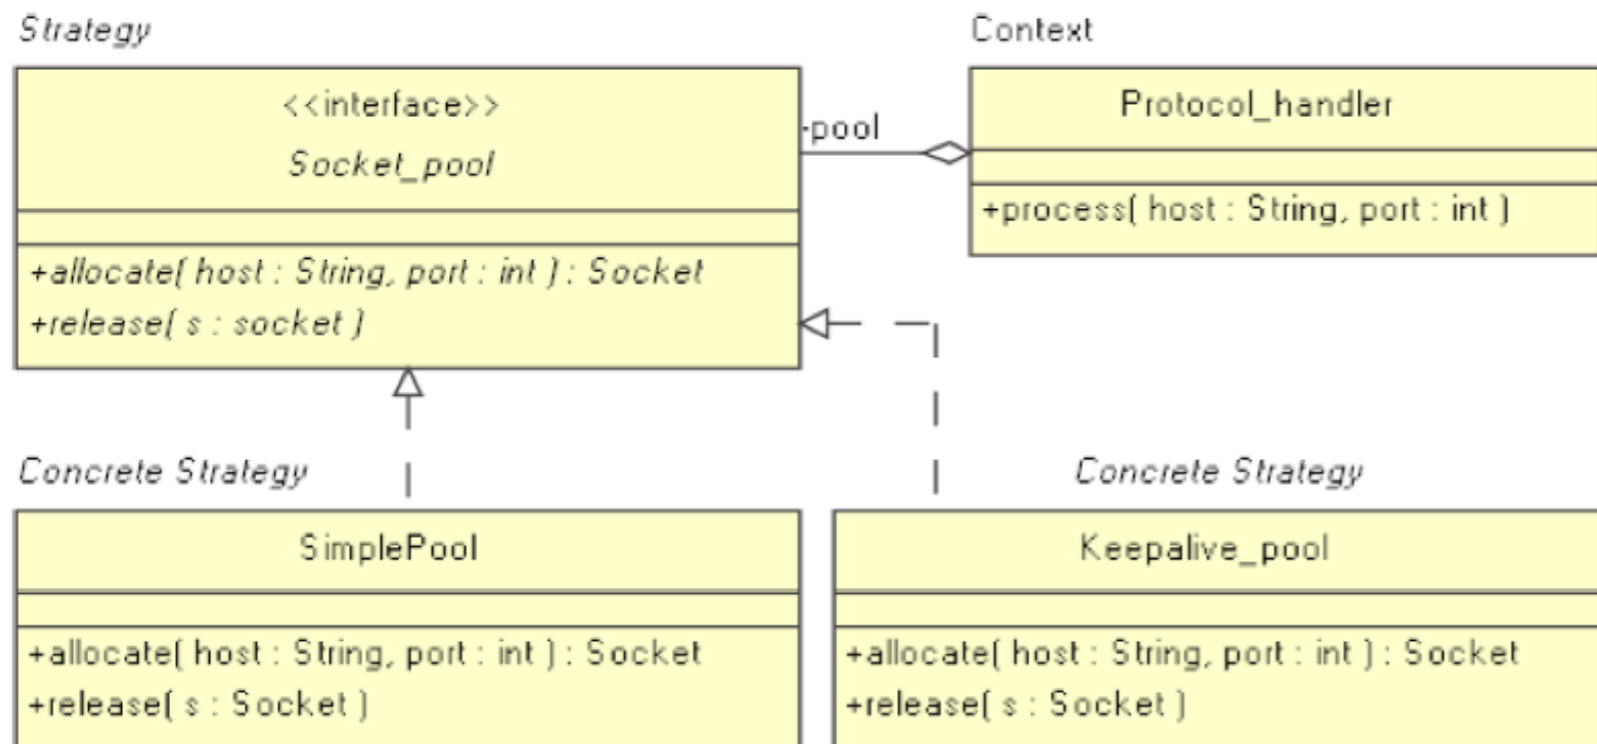 Strategy
Context
<<interface>>
Socket_pool
-pool
Protocol_handler
+process( host : String, port : int )
+allocate( host : String, port : int ) : Socket
+release( s : socket )
Concrete Strategy
Concrete Strategy
SimplePool
Keepalive_pool
+allocate( host : String, port : int ) : Socket
+release( s : Socket )
+allocate( host : String, port : int ) : Socket
+release( s : Socket )